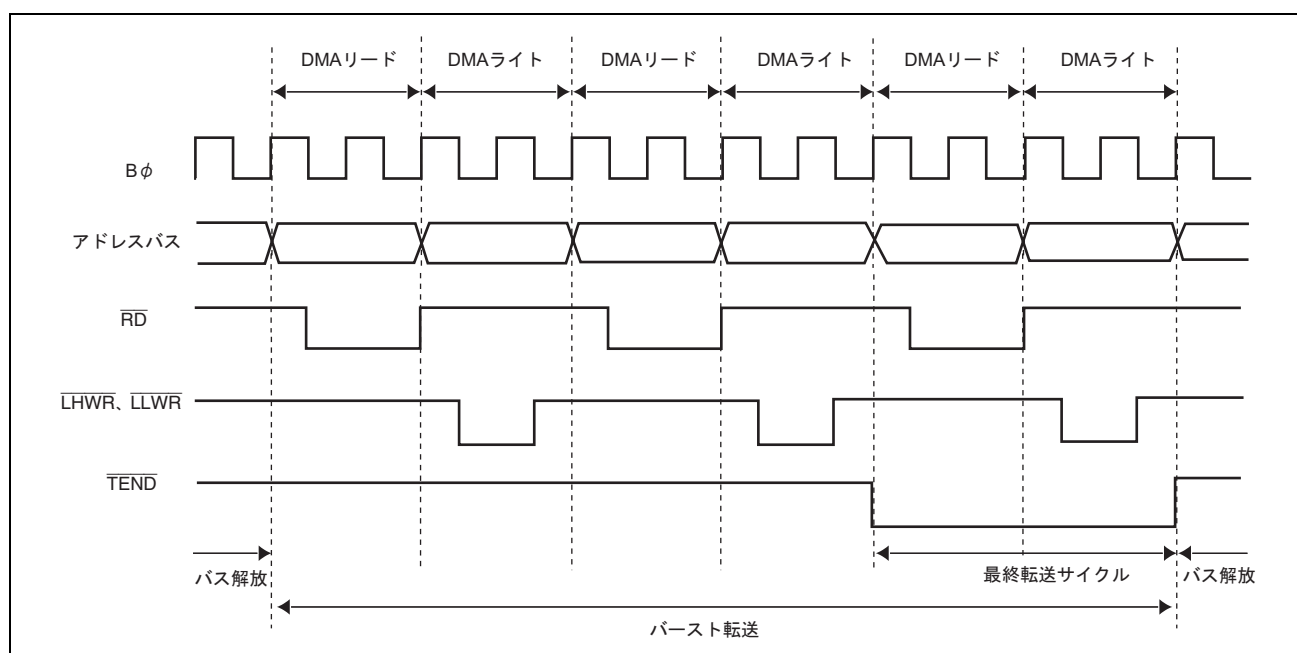 DMAリード DMAライト DMAリード DMAライト DMAリード DMAライト
Bφ
アドレスバス
RD
LHWR、LLWR
TEND
バス解放 最終転送サイクル バス解放
バースト転送